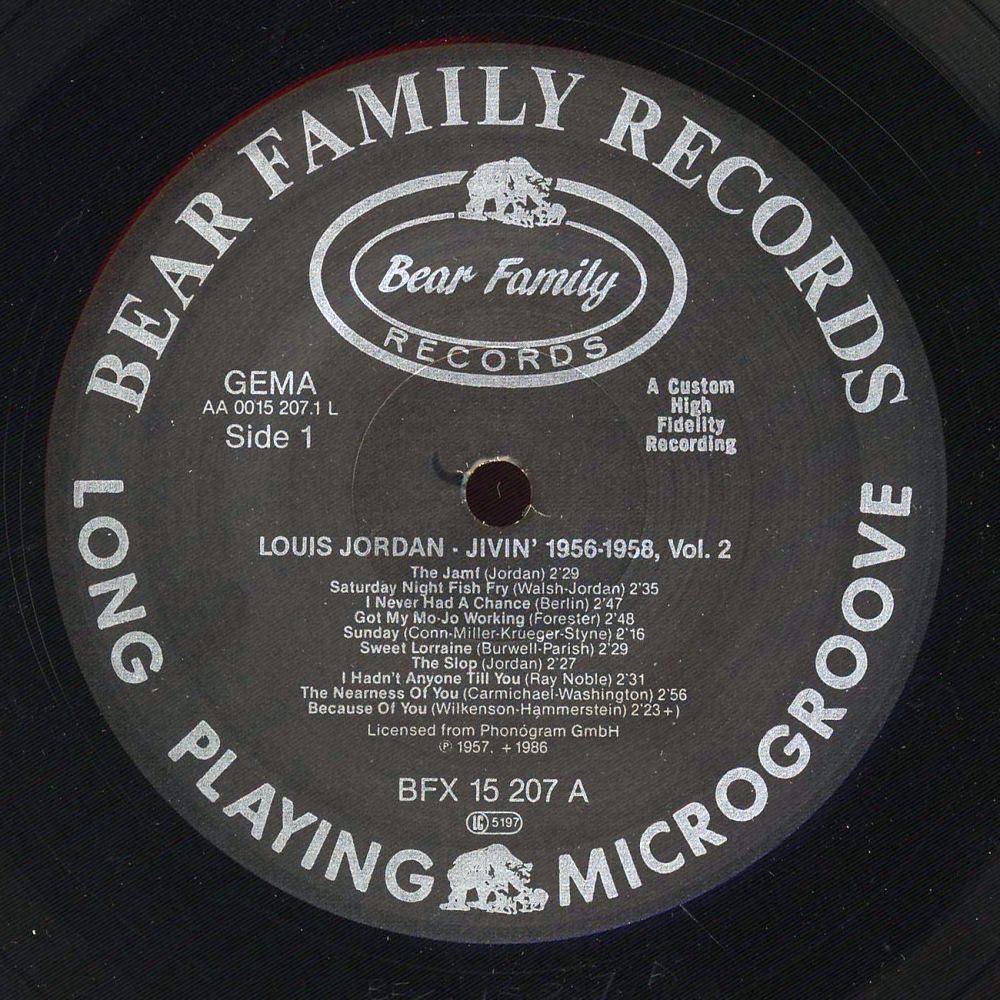 BEAR FAMILY RECORDS
Bear Family
RECORDS
GEMA
AA 0015 207.1 L
Side 1
A Custom
High
Fidelity
Recording
LOUIS JORDAN - JIVIN' 1956-1958, Vol. 2
The Jamf (Jordan) 2'29
Saturday Night Fish Fry (Walsh-Jordan) 2'35
I Never Had A Chance (Berlin) 2'47
Got My Mo-Jo Working (Forester) 2'48
Sunday (Conn-Miller-Krueger-Styne) 2'16
Sweet Lorraine (Burwell-Parish) 2'29
The Slop (Jordan) 2'27
I Hadn't Anyone Till You (Ray Noble) 2'31
The Nearness Of You (Carmichael-Washington) 2'56
Because Of You (Wilkenson-Hammerstein) 2'23+)
Licensed from Phonogram GmbH
℗ 1957, +1986
BFX 15 207 A
LC 5197
LONG PLAYING MICROGROOVE